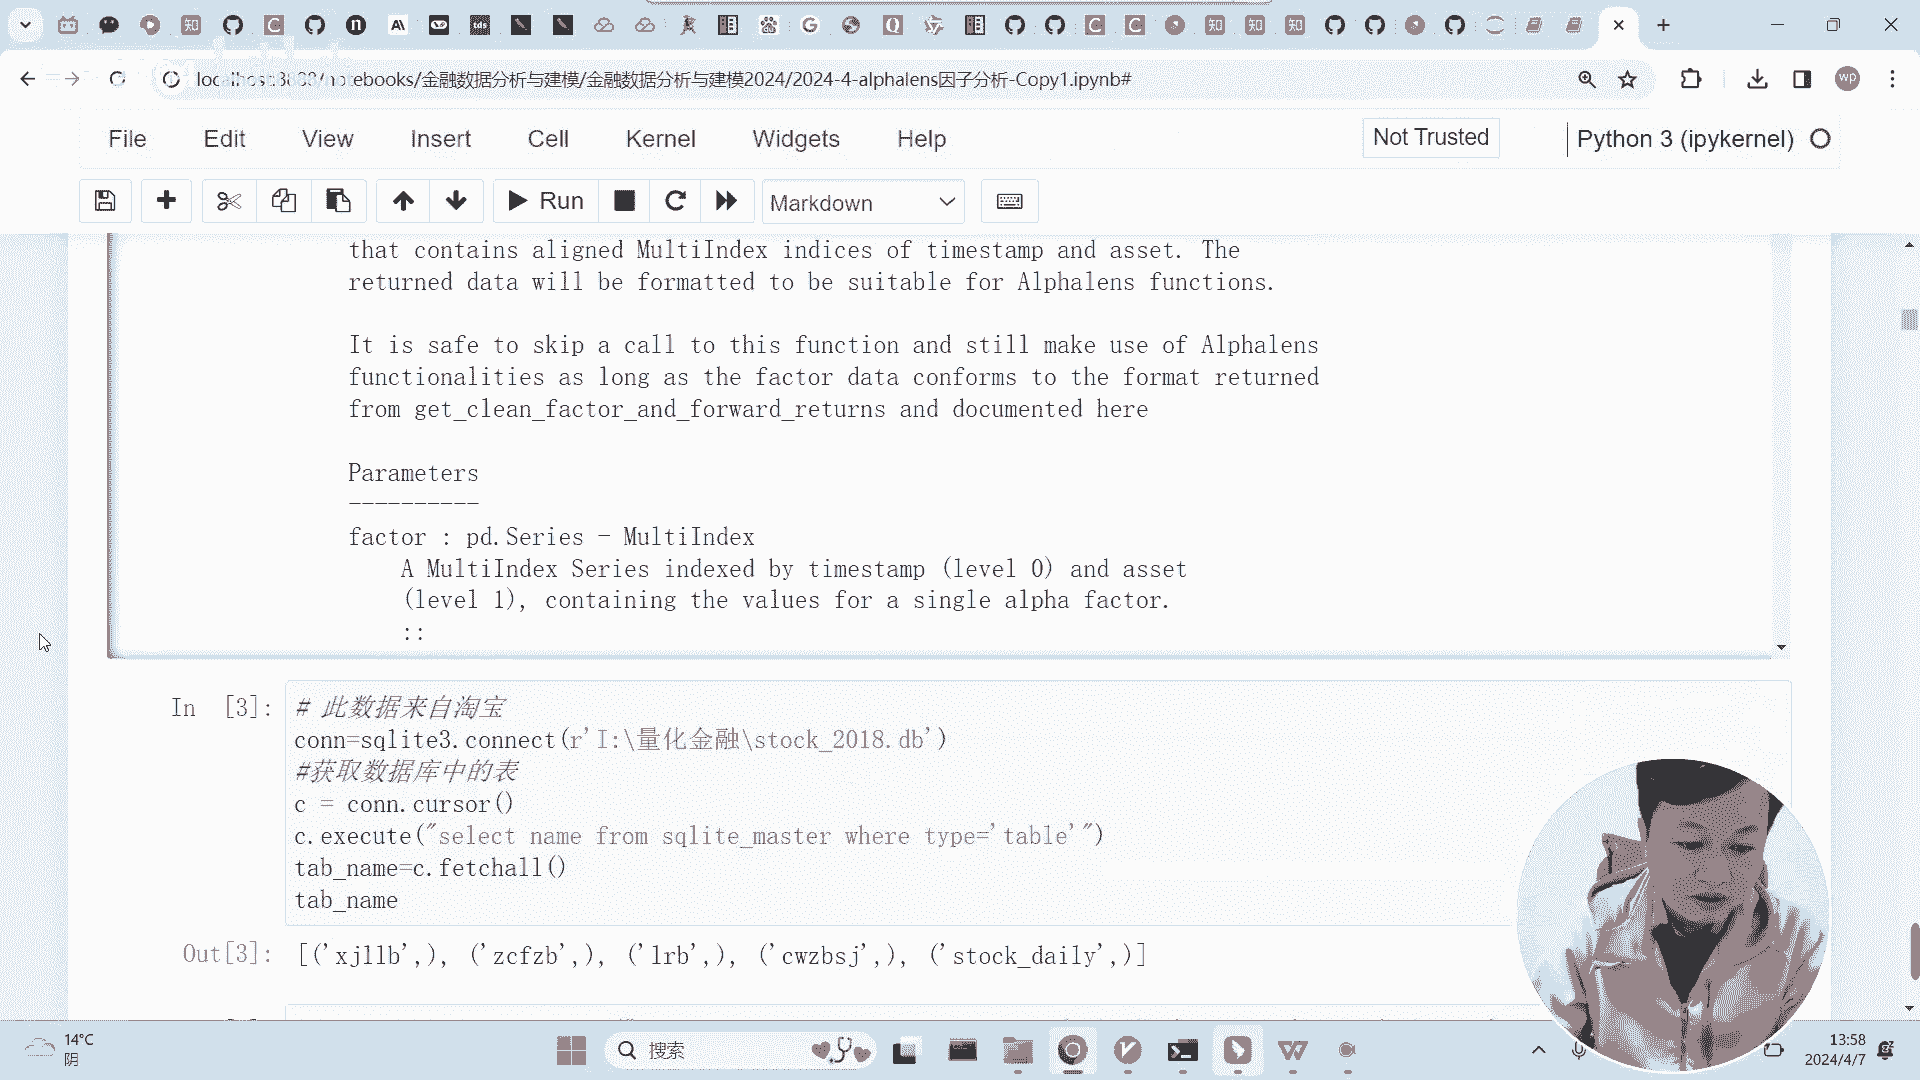 localhost:8888/notebooks/金融数据分析与建模/金融数据分析与建模2024/2024-4-alphalens因子分析-Copy1.ipynb#
wp
File Edit View Insert Cell Kernel Widgets Help
Not Trusted
Python 3 (ipykernel)
Run
Markdown
that contains aligned MultiIndex indices of timestamp and asset. The
returned data will be formatted to be suitable for Alphalens functions.
It is safe to skip a call to this function and still make use of Alphalens
functionalities as long as the factor data conforms to the format returned
from get_clean_factor_and_forward_returns and documented here
Parameters
----------
factor : pd.Series - MultiIndex
A MultiIndex Series indexed by timestamp (level 0) and asset
(level 1), containing the values for a single alpha factor.
::
In [3]:
# 此数据来自淘宝
conn=sqlite3.connect(r'I:\量化金融\stock_2018.db')
#获取数据库中的表
c = conn.cursor()
c.execute("select name from sqlite_master where type='table'")
tab_name=c.fetchall()
tab_name
Out[3]: [('xjllb',), ('zcfzb',), ('lrb',), ('cwzbsj',), ('stock_daily',)]
14°C
阴
搜索
13:58
2024/4/7